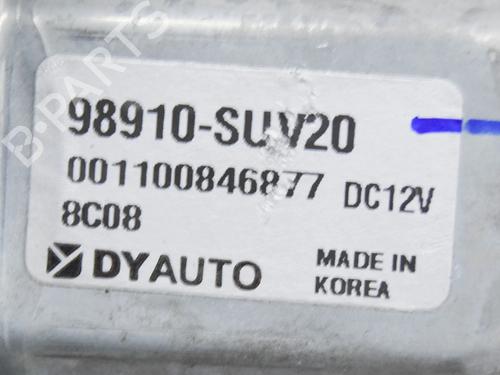 98910-SUV20
001100846877 DC12V
8C08
DYAUTO MADE IN
KOREA
B-PARTS